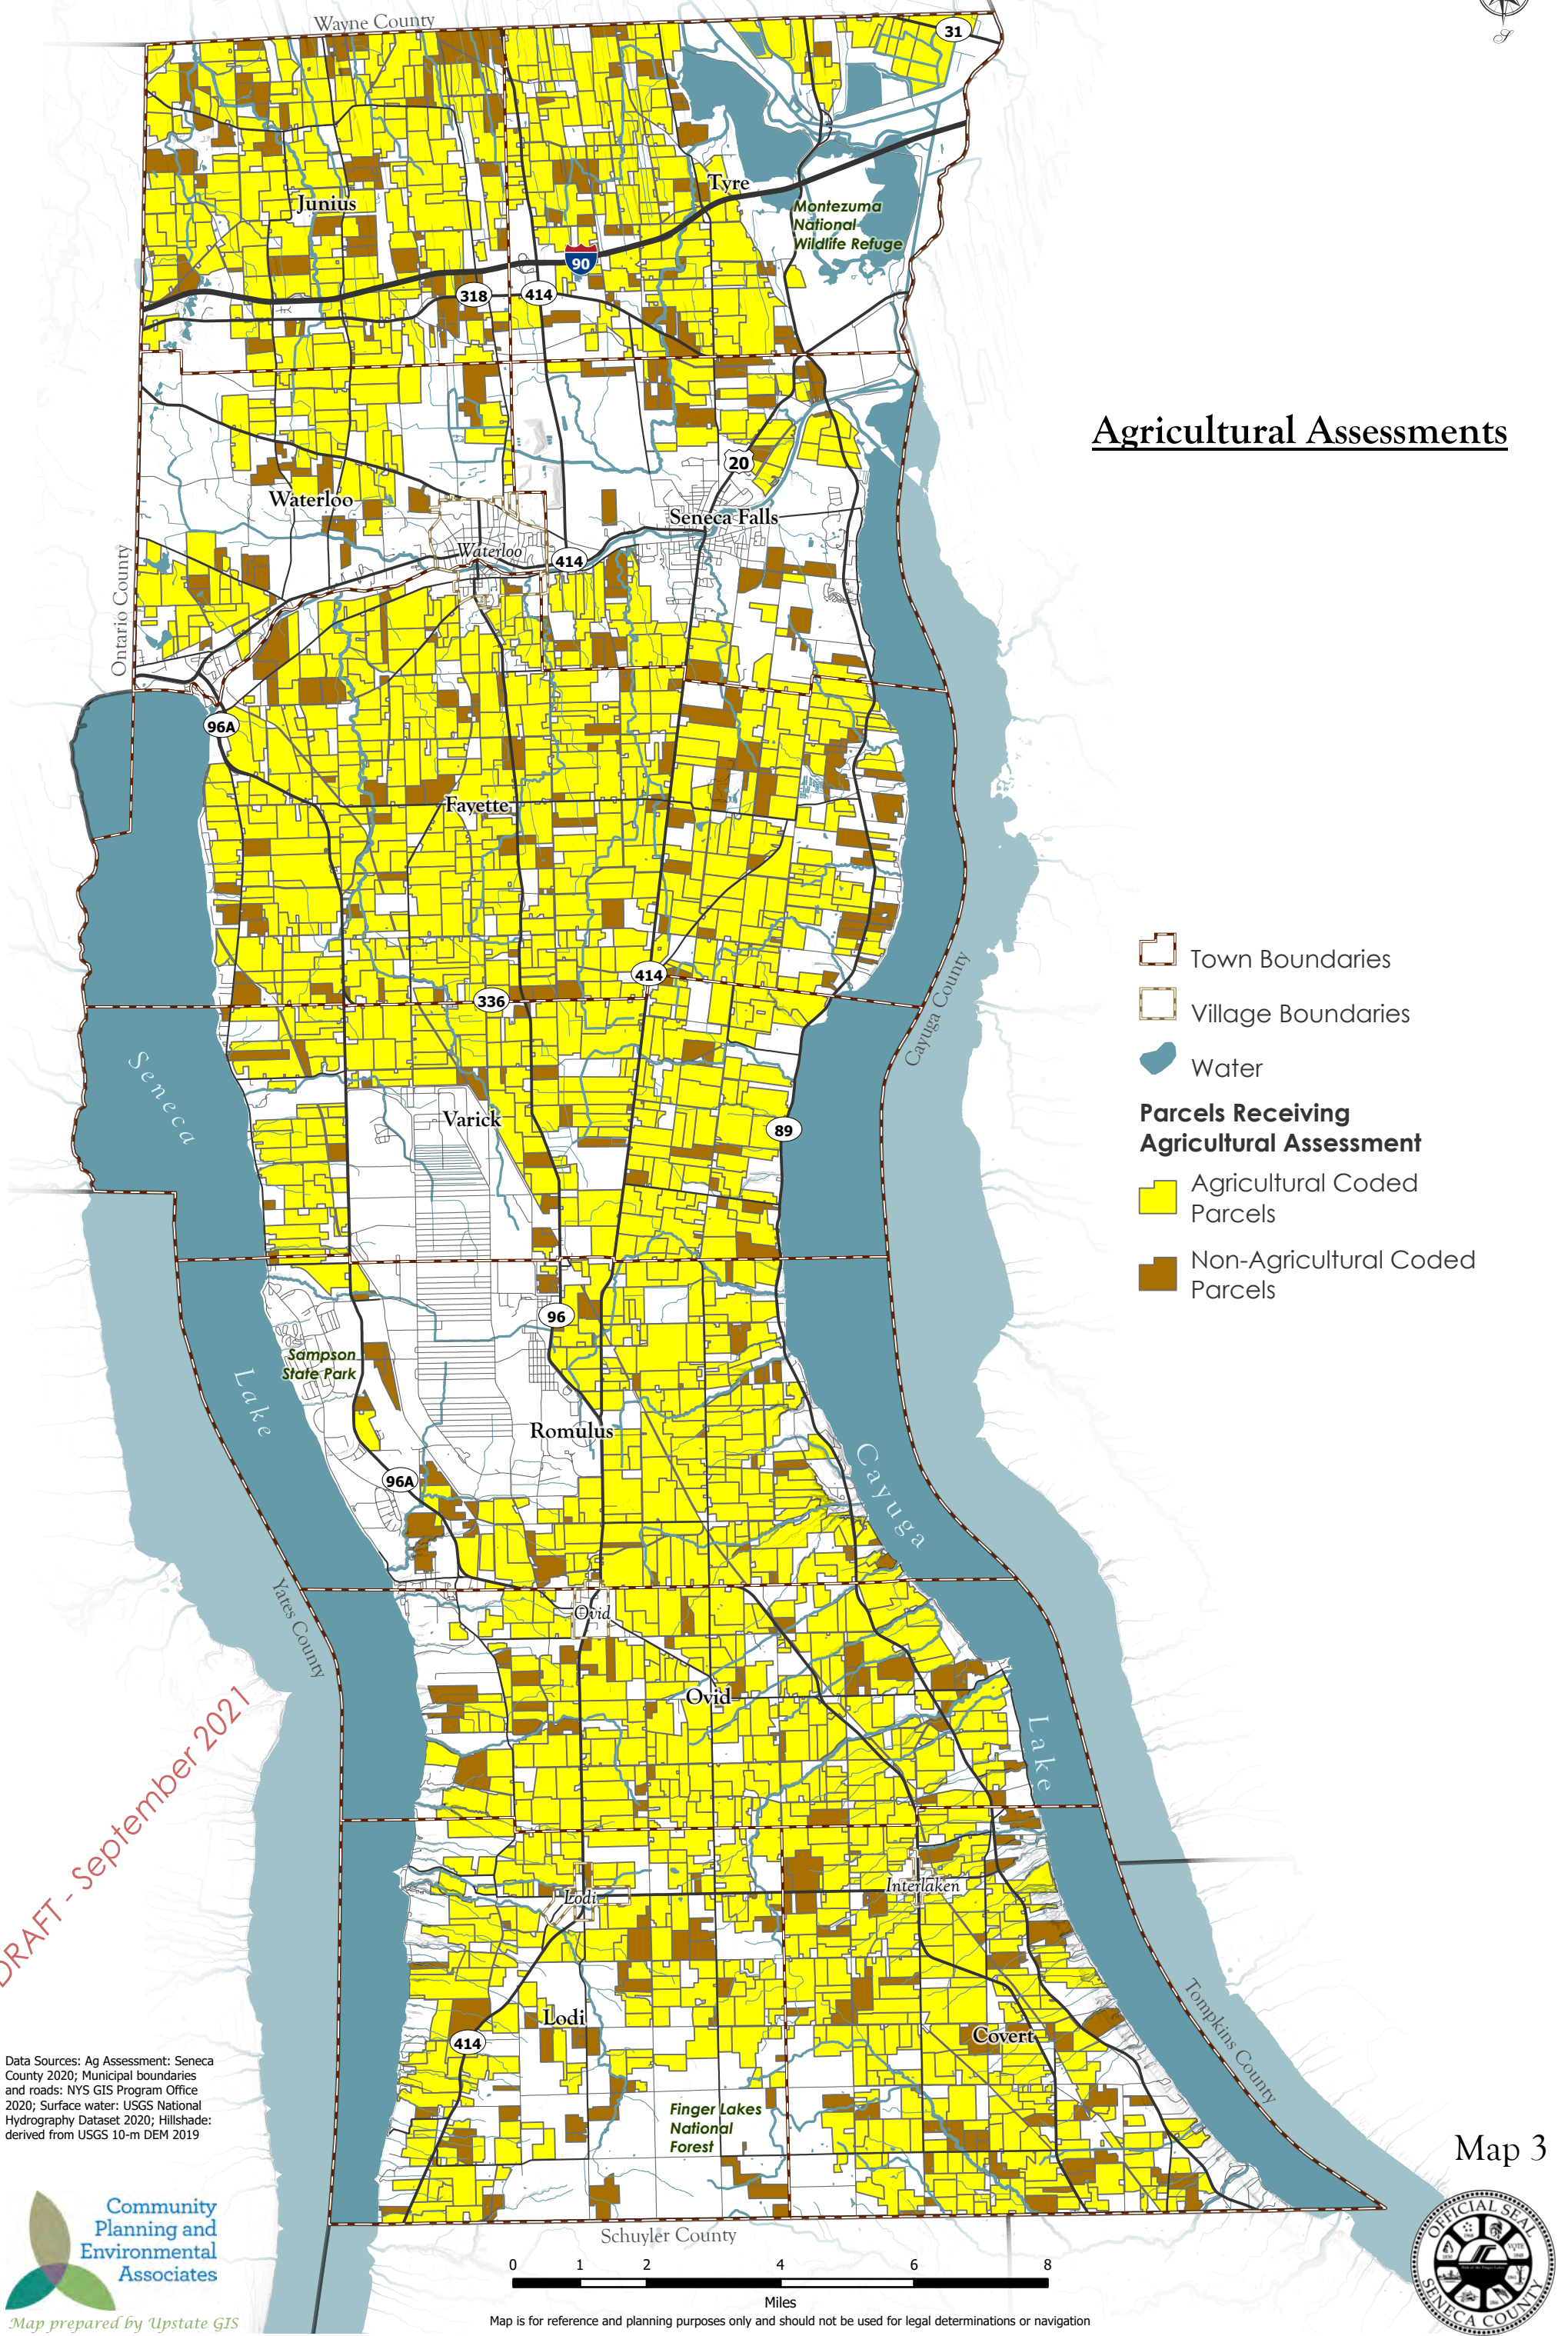 Wayne County
31
S
Tyre
Junius
Montezuma
National
Wildlife Refuge
90
318
414
Agricultural Assessments
20
Waterloo
Seneca Falls
Waterloo
414
Ontario County
96A
Fayette
414
336
Cayuga County
Town Boundaries
Village Boundaries
Water
Parcels Receiving
Agricultural Assessment
Agricultural Coded
Parcels
Non-Agricultural Coded
Parcels
Seneca
Varick
89
96
Sampson
State Park
Lake
Romulus
96A
Cayuga
Yates County
Ovid
Ovid
Lake
DRAFT - September 2021
Interlaken
Lodi
Lodi
414
Covert
Tompkins County
Finger Lakes
National
Forest
Data Sources: Ag Assessment: Seneca
County 2020; Municipal boundaries
and roads: NYS GIS Program Office
2020; Surface water: USGS National
Hydrography Dataset 2020; Hillshade:
derived from USGS 10-m DEM 2019
Map 3
Community
Planning and
Environmental
Associates
Map prepared by Upstate GIS
Schuyler County
0 1 2 4 6 8
Miles
Map is for reference and planning purposes only and should not be used for legal determinations or navigation
OFFICIAL SEAL
SENECA COUNTY